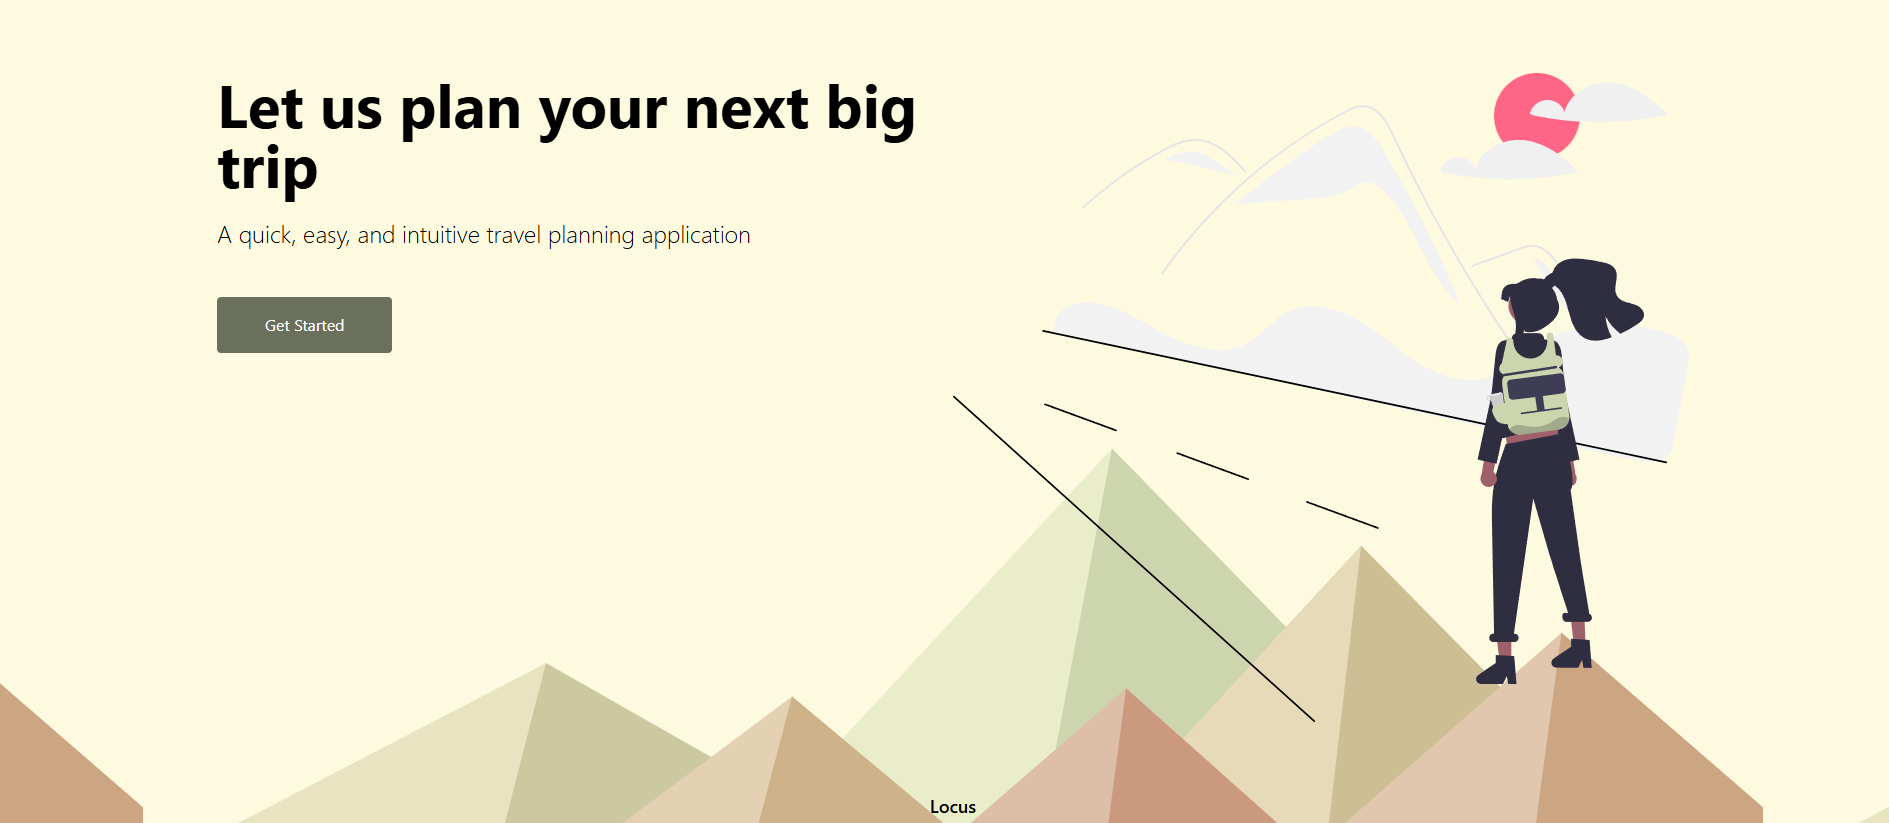 Let us plan your next big
trip
A quick, easy, and intuitive travel planning application
Get Started
Locus